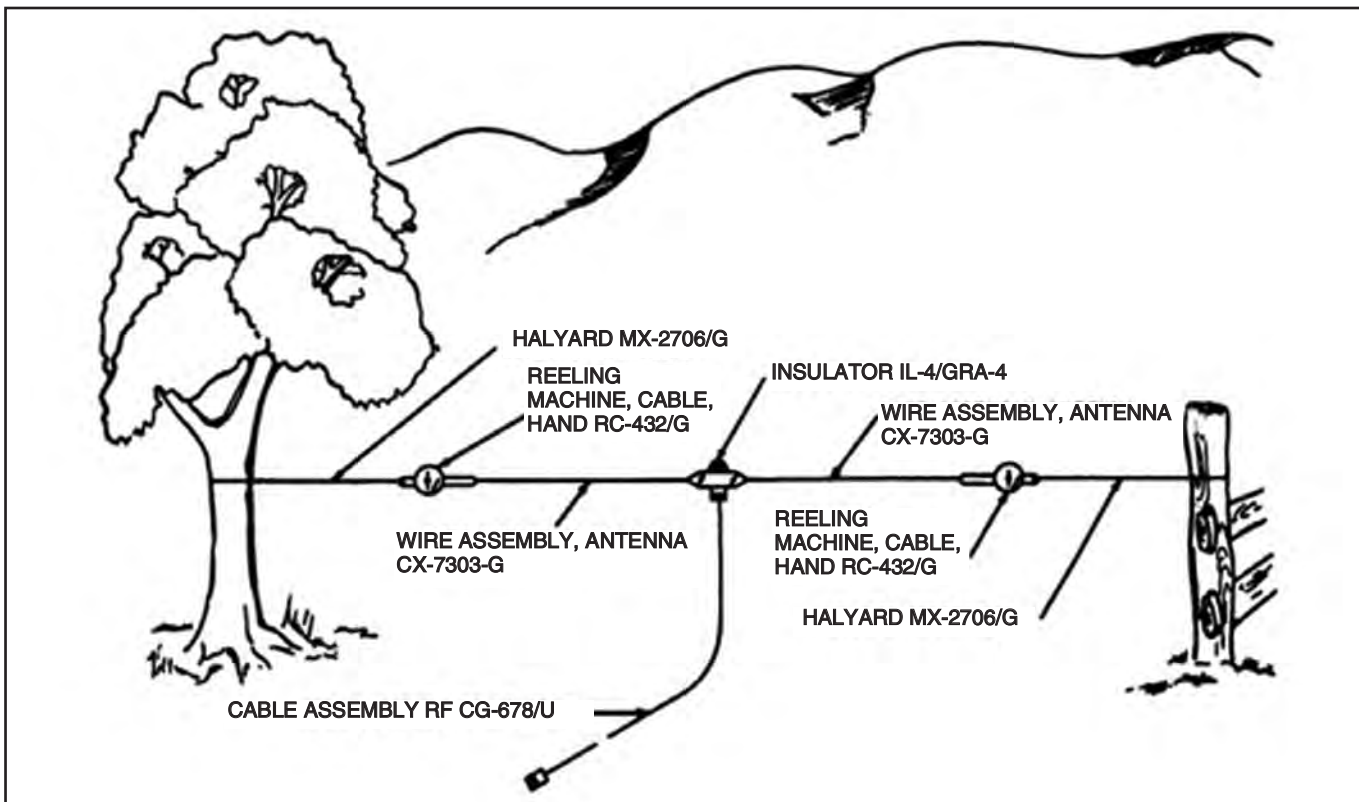 HALYARD MX-2706/G
REELING
MACHINE, CABLE,
HAND RC-432/G
INSULATOR IL-4/GRA-4
WIRE ASSEMBLY, ANTENNA
CX-7303-G
WIRE ASSEMBLY, ANTENNA
CX-7303-G
REELING
MACHINE, CABLE,
HAND RC-432/G
HALYARD MX-2706/G
CABLE ASSEMBLY RF CG-678/U